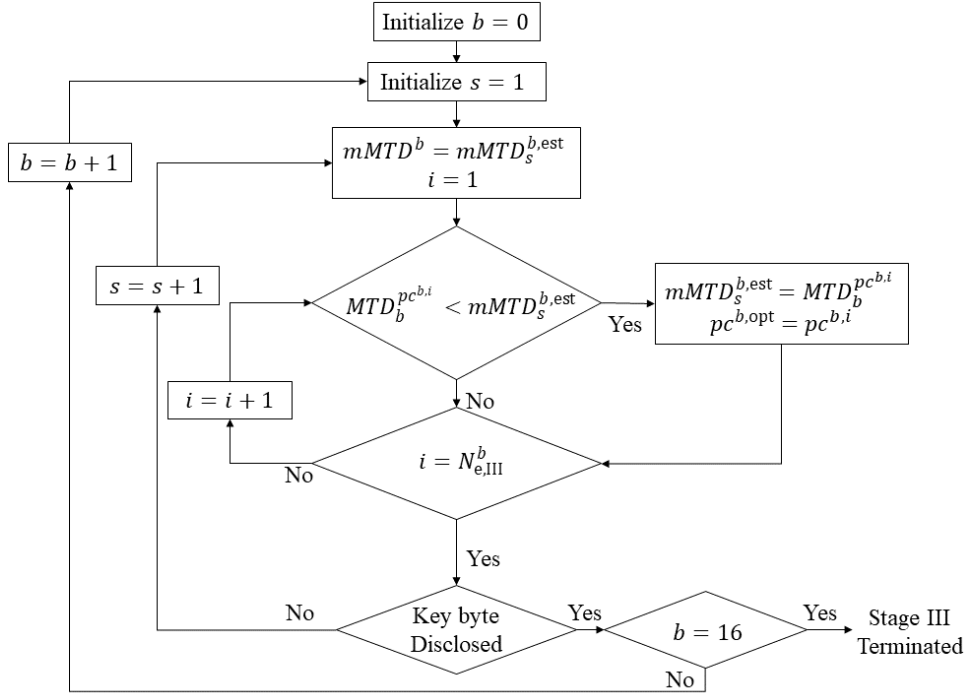 Initialize b = 0
Initialize s = 1
mMTD^b = mMTD_s^{b,est}
i = 1
b = b + 1
s = s + 1
MTD_b^{pc^{b,i}} < mMTD_s^{b,est}
Yes
mMTD_s^{b,est} = MTD_b^{pc^{b,i}}
pc^{b,opt} = pc^{b,i}
i = i + 1
No
i = N_{e,III}^b
No
Yes
No
Key byte
Disclosed
Yes
b = 16
Yes
Stage III
Terminated
No